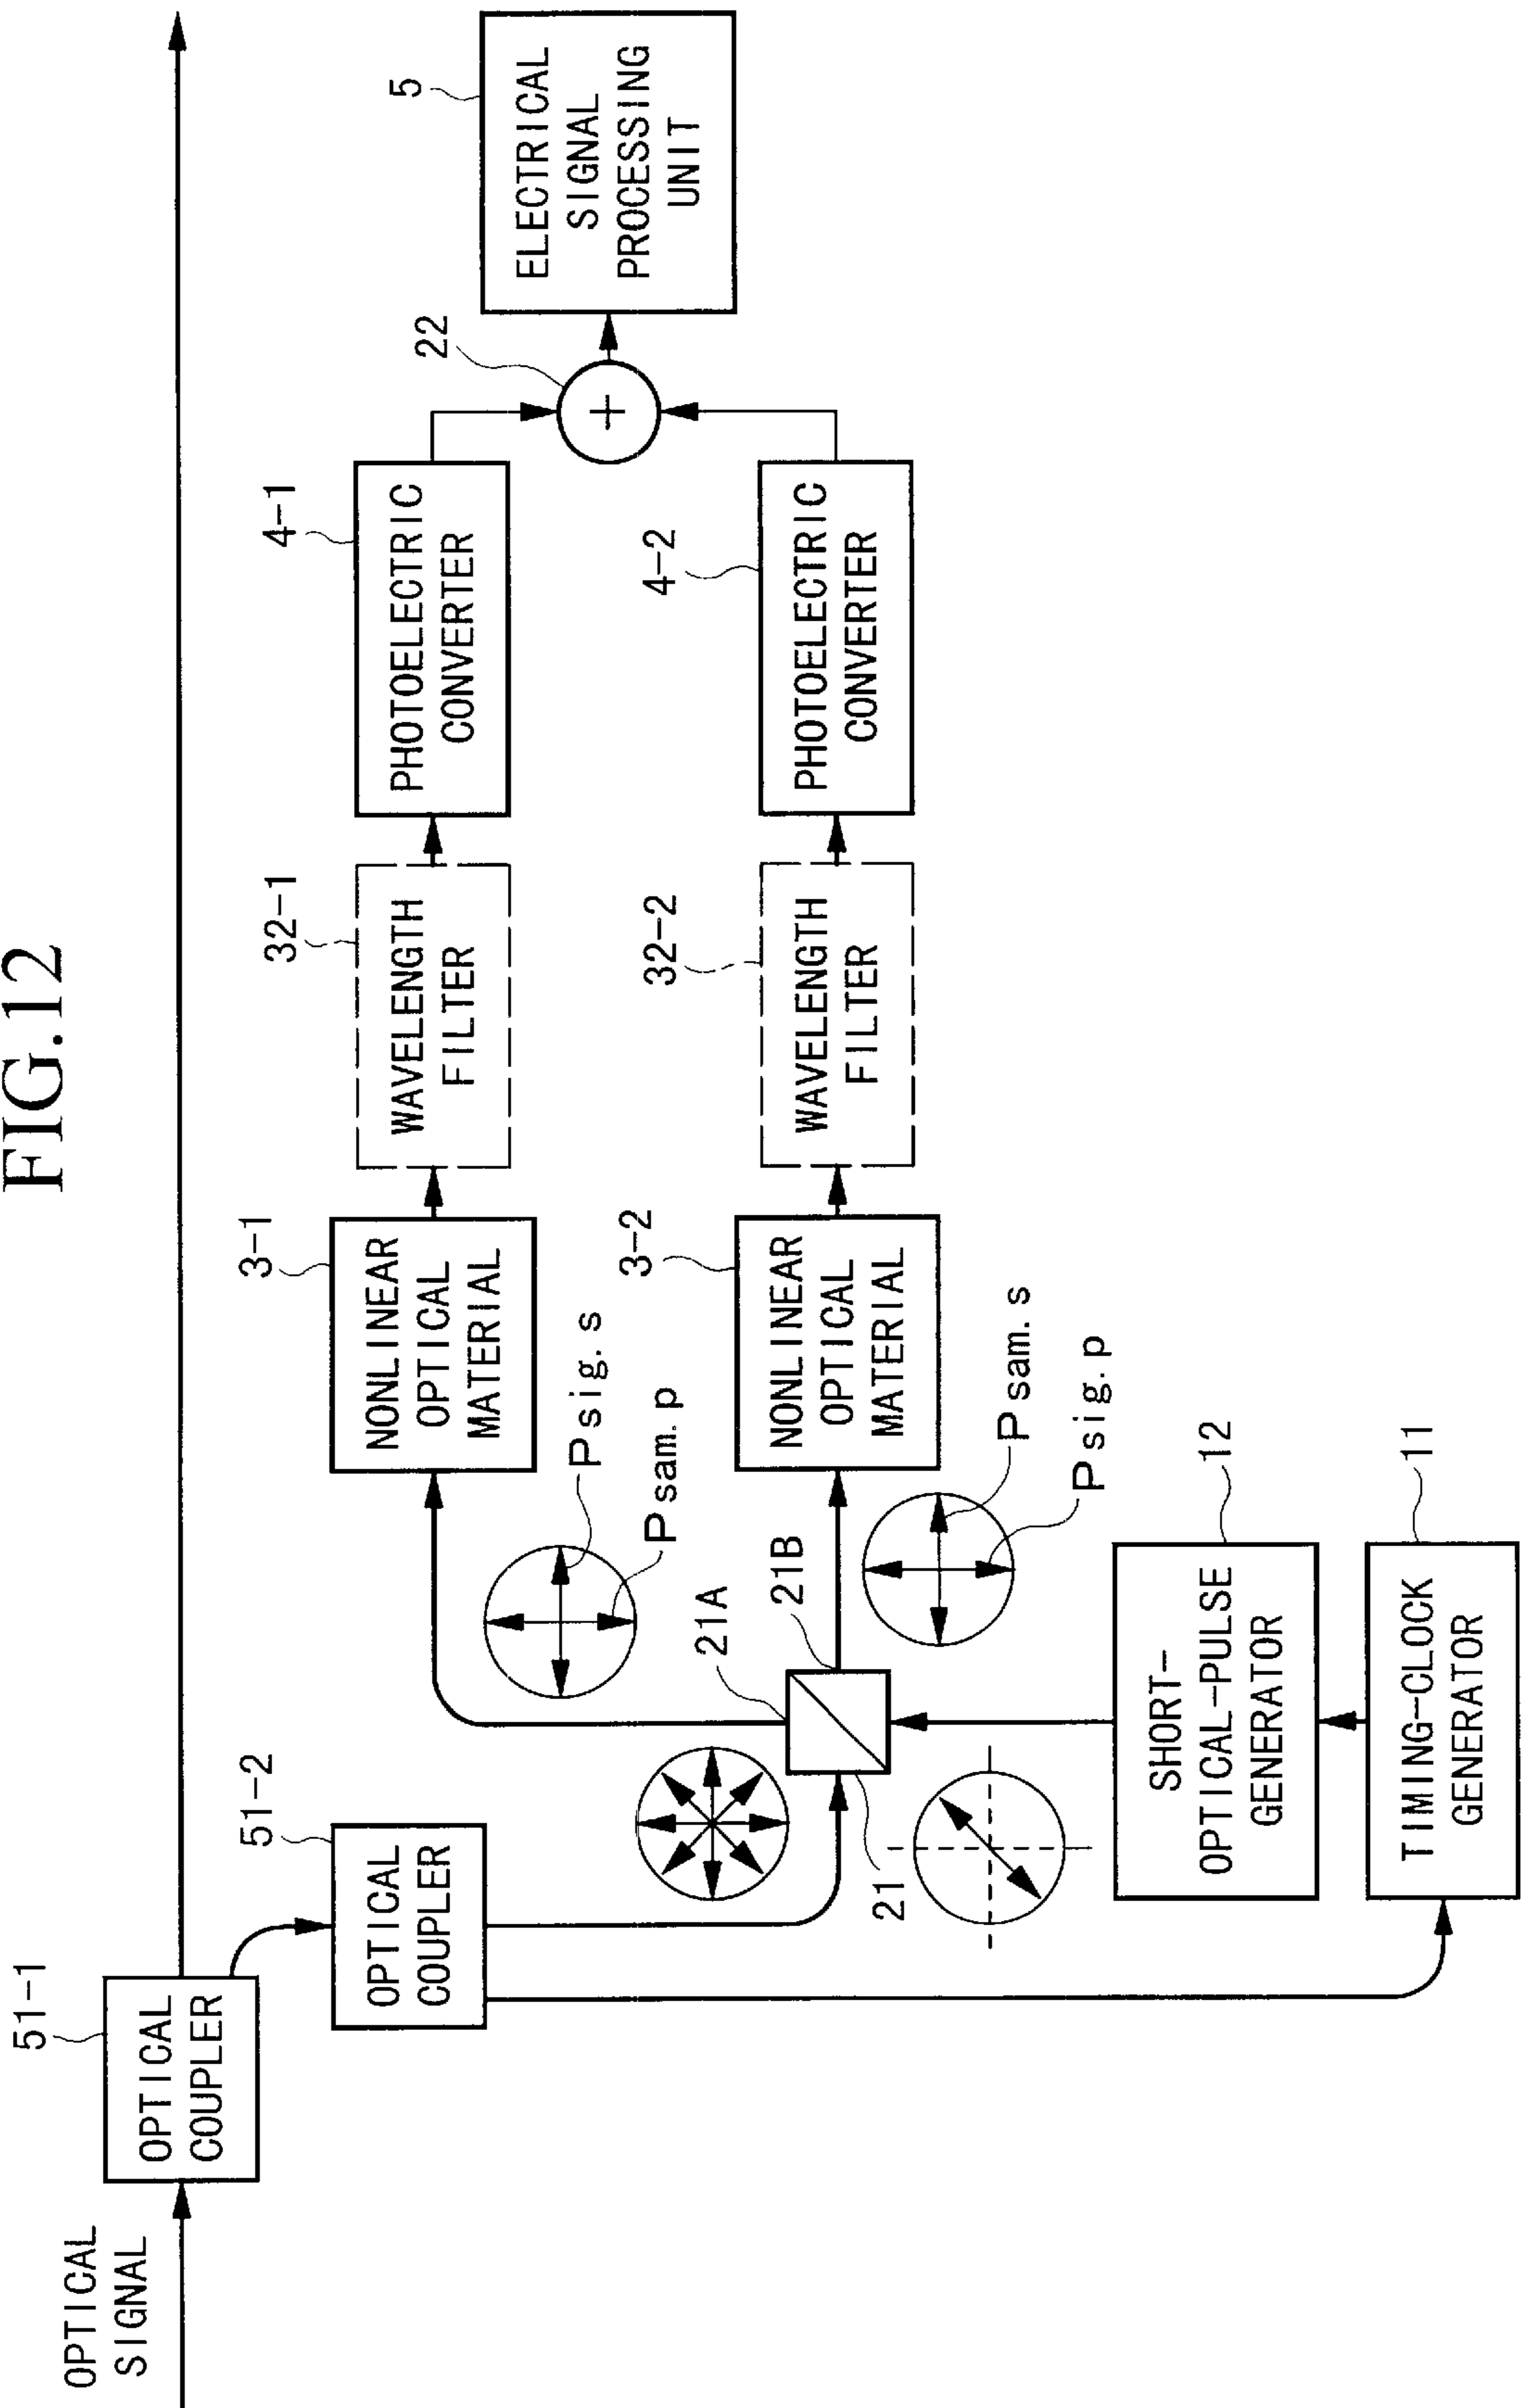 FIG.12
OPTICAL
SIGNAL
51-1
OPTICAL
COUPLER
51-2
OPTICAL
COUPLER
3-1
NONLINEAR
OPTICAL
MATERIAL
32-1
WAVELENGTH
FILTER
4-1
PHOTOELECTRIC
CONVERTER
22
+
5
ELECTRICAL
SIGNAL
PROCESSING
UNIT
Psig.s
Psam.p
21A
21B
21
3-2
NONLINEAR
OPTICAL
MATERIAL
32-2
WAVELENGTH
FILTER
4-2
PHOTOELECTRIC
CONVERTER
Psam.s
Psig.p
12
SHORT-
OPTICAL-PULSE
GENERATOR
11
TIMING-CLOCK
GENERATOR